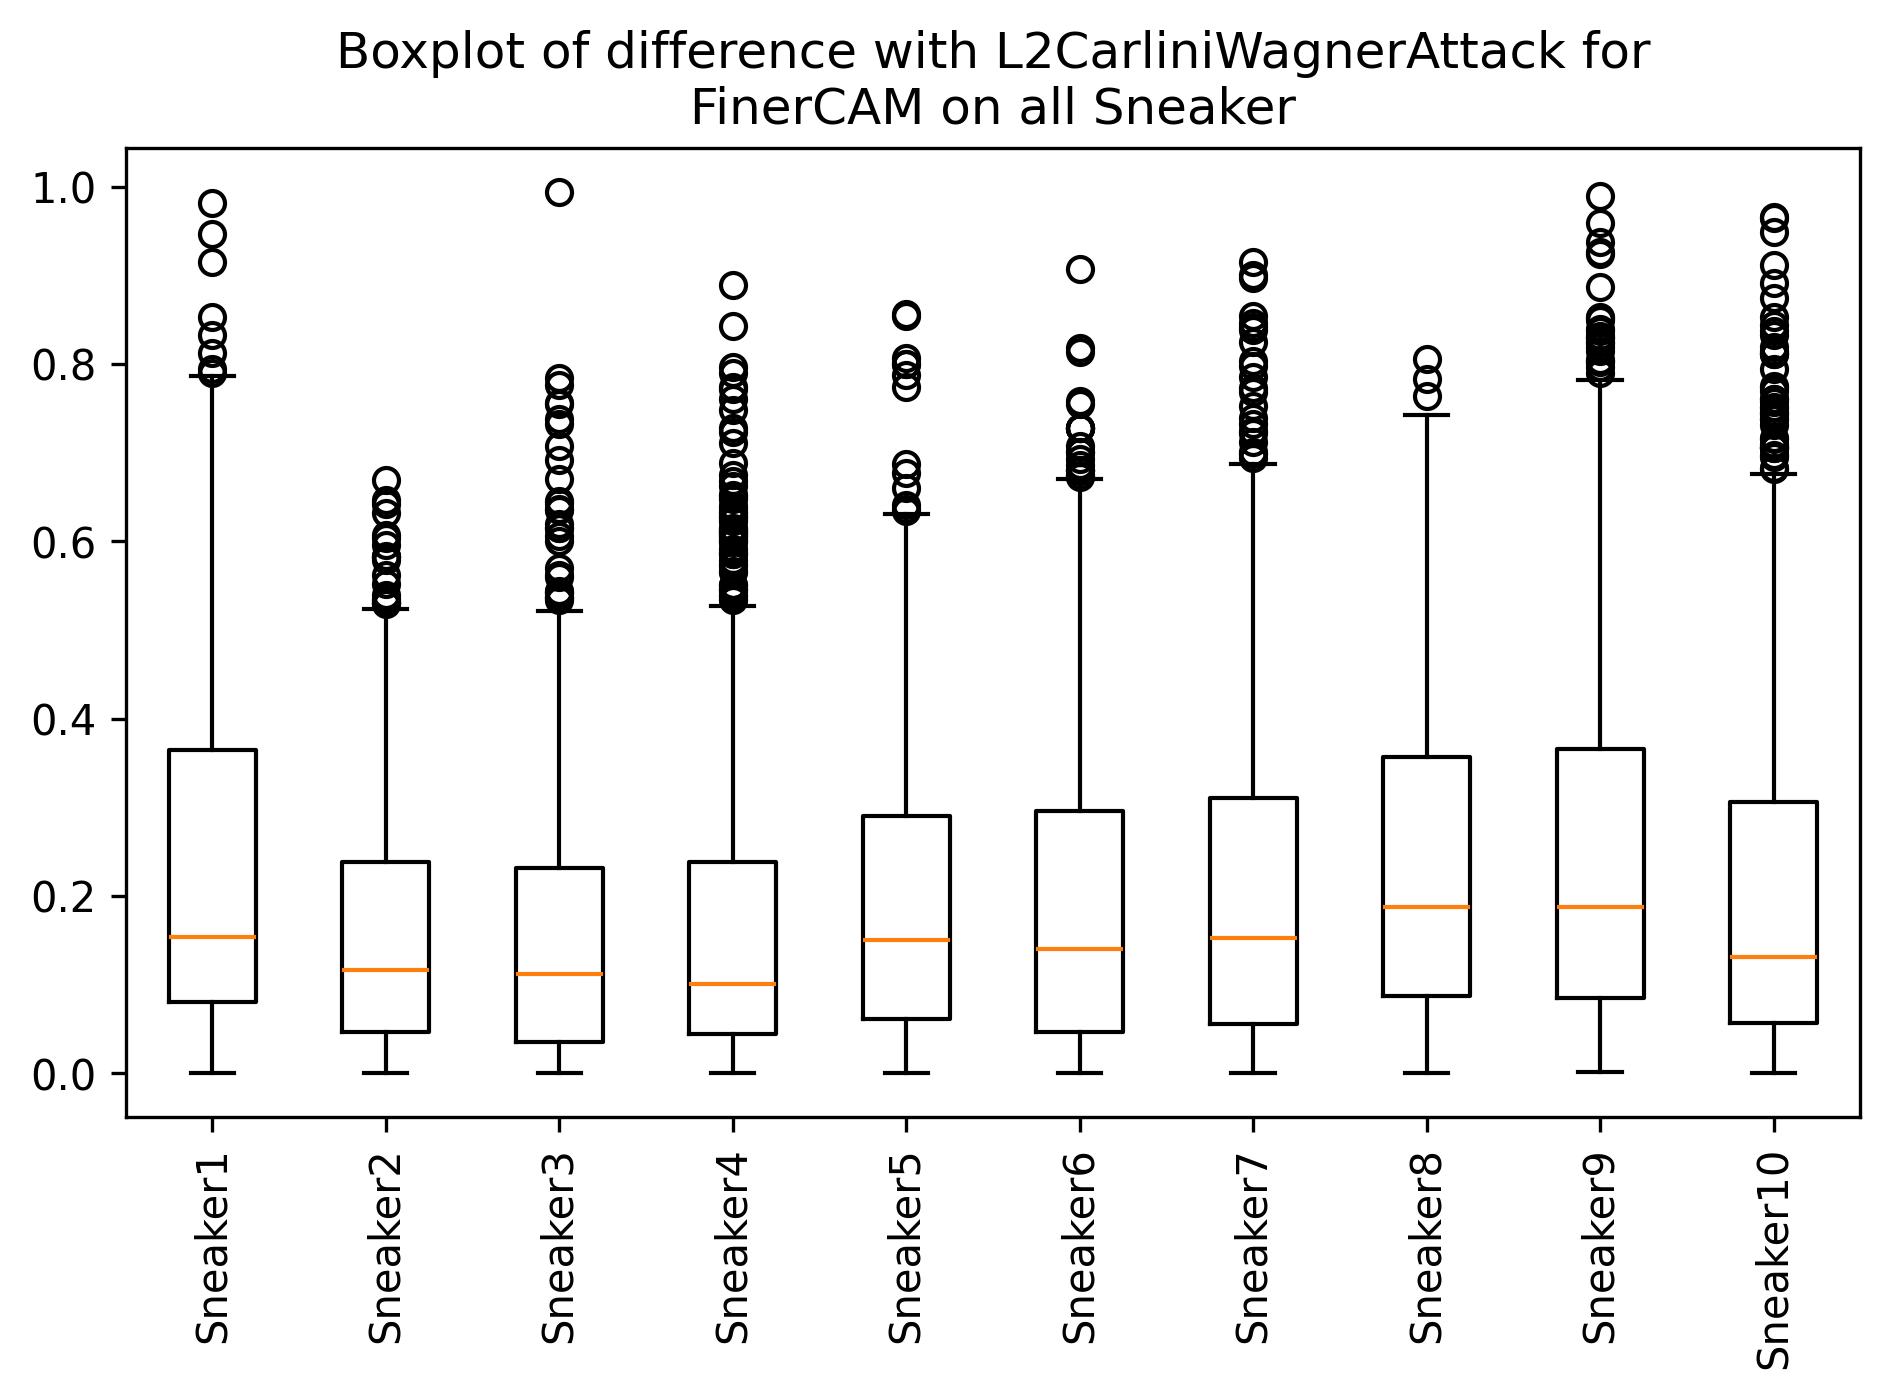 Boxplot of difference with L2CarliniWagnerAttack for
FinerCAM on all Sneaker
1.0
0.8
0.6
0.4
0.2
0.0
Sneaker1
Sneaker2
Sneaker3
Sneaker4
Sneaker5
Sneaker6
Sneaker7
Sneaker8
Sneaker9
Sneaker10